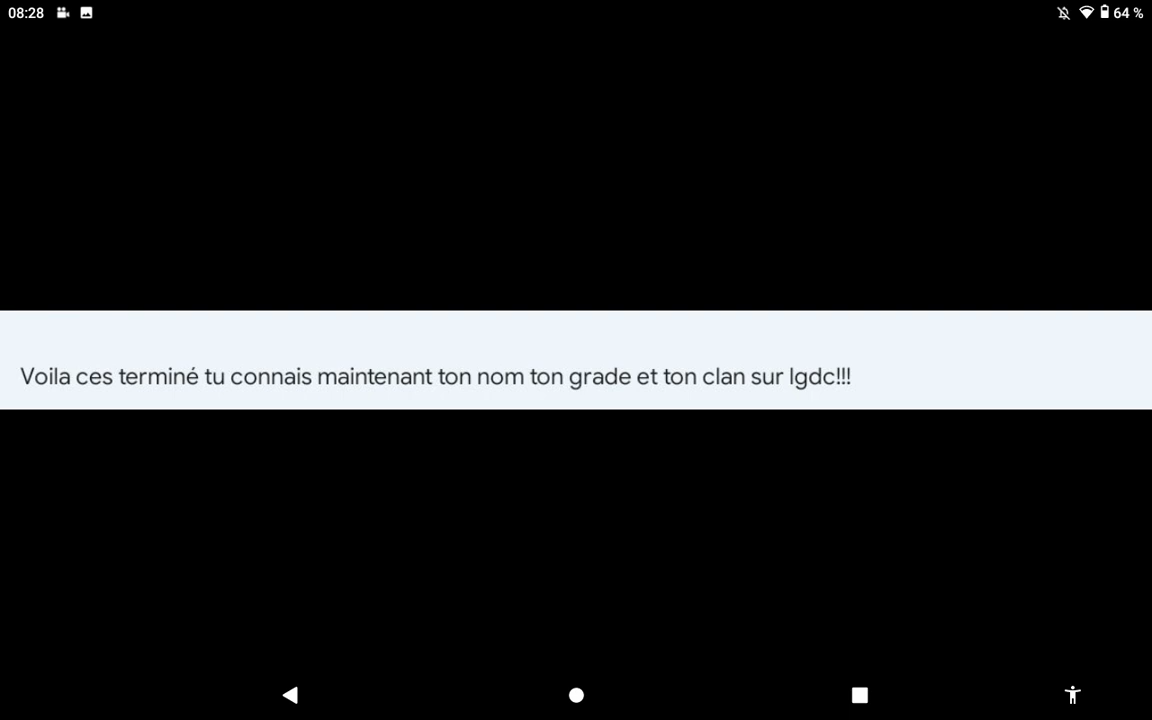 08:28 64 %
Voila ces terminé tu connais maintenant ton nom ton grade et ton clan sur lgdc!!!